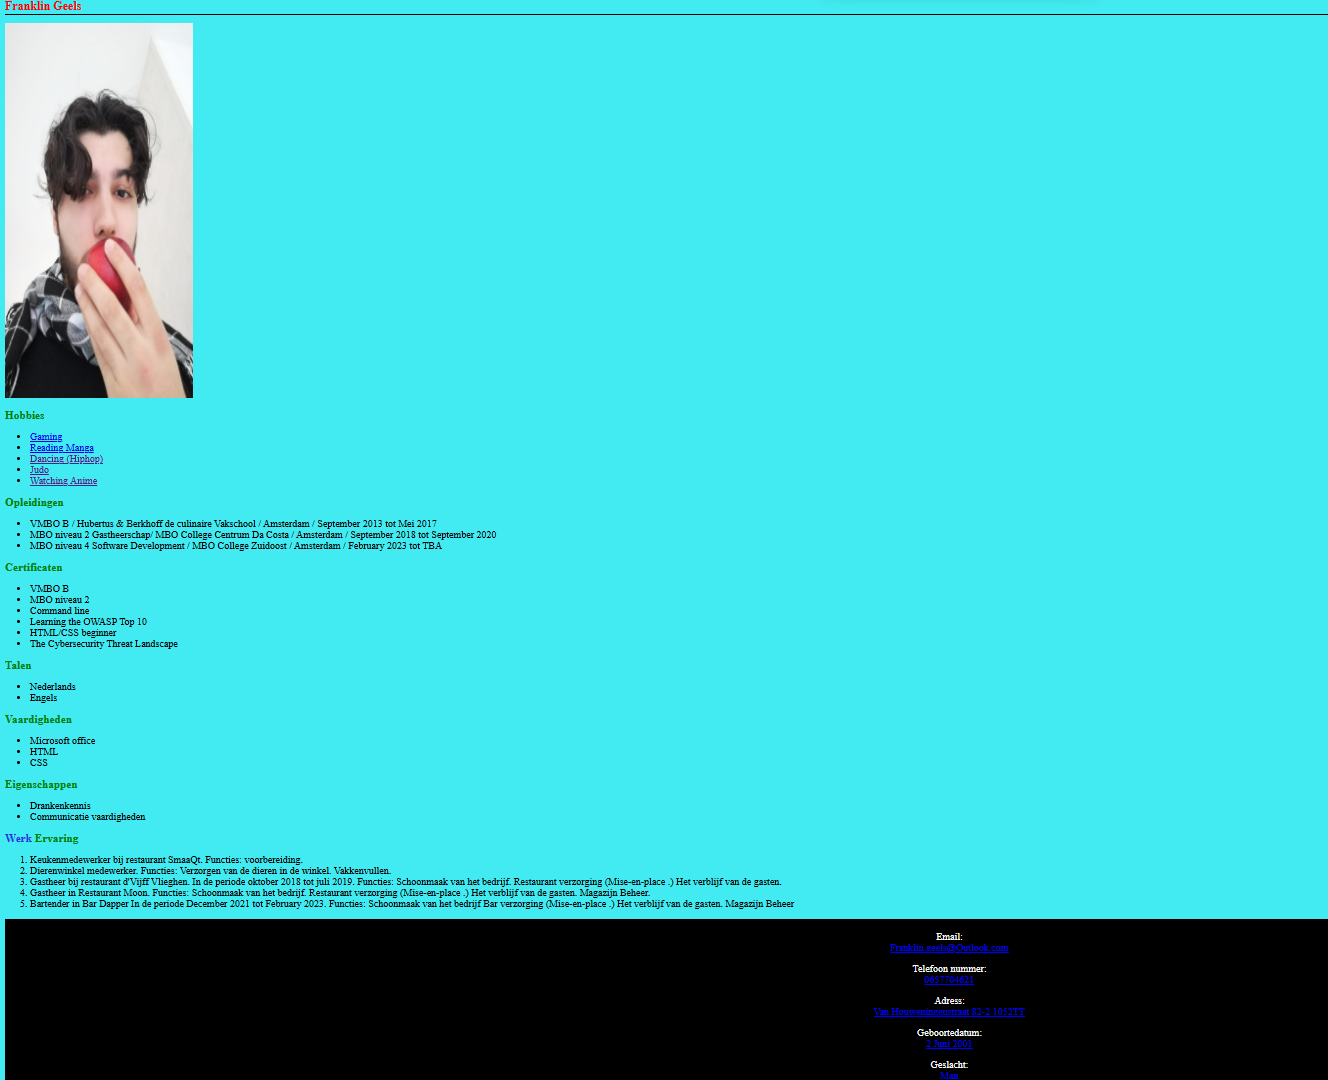 Franklin Geels
Hobbies
Gaming
Reading Manga
Dancing (Hiphop)
Judo
Watching Anime
Opleidingen
VMBO B / Hubertus & Berkhoff de culinaire Vakschool / Amsterdam / September 2013 tot Mei 2017
MBO niveau 2 Gastheerschap/ MBO College Centrum Da Costa / Amsterdam / September 2018 tot September 2020
MBO niveau 4 Software Development / MBO College Zuidoost / Amsterdam / February 2023 tot TBA
Certificaten
VMBO B
MBO niveau 2
Command line
Learning the OWASP Top 10
HTML/CSS beginner
The Cybersecurity Threat Landscape
Talen
Nederlands
Engels
Vaardigheden
Microsoft office
HTML
CSS
Eigenschappen
Drankenkennis
Communicatie vaardigheden
Werk Ervaring
1. Keukenmedewerker bij restaurant SmaaQt. Functies: voorbereiding.
2. Dierenwinkel medewerker. Functies: Verzorgen van de dieren in de winkel. Vakkenvullen.
3. Gastheer bij restaurant d'Vijff Vlieghen. In de periode oktober 2018 tot juli 2019. Functies: Schoonmaak van het bedrijf. Restaurant verzorging (Mise-en-place .) Het verblijf van de gasten.
4. Gastheer in Restaurant Moon. Functies: Schoonmaak van het bedrijf. Restaurant verzorging (Mise-en-place .) Het verblijf van de gasten. Magazijn Beheer.
5. Bartender in Bar Dapper In de periode December 2021 tot February 2023. Functies: Schoonmaak van het bedrijf Bar verzorging (Mise-en-place .) Het verblijf van de gasten. Magazijn Beheer
Email:
Telefoon nummer:
Adress:
Geboortedatum:
2 Juni 2001
Geslacht:
Man